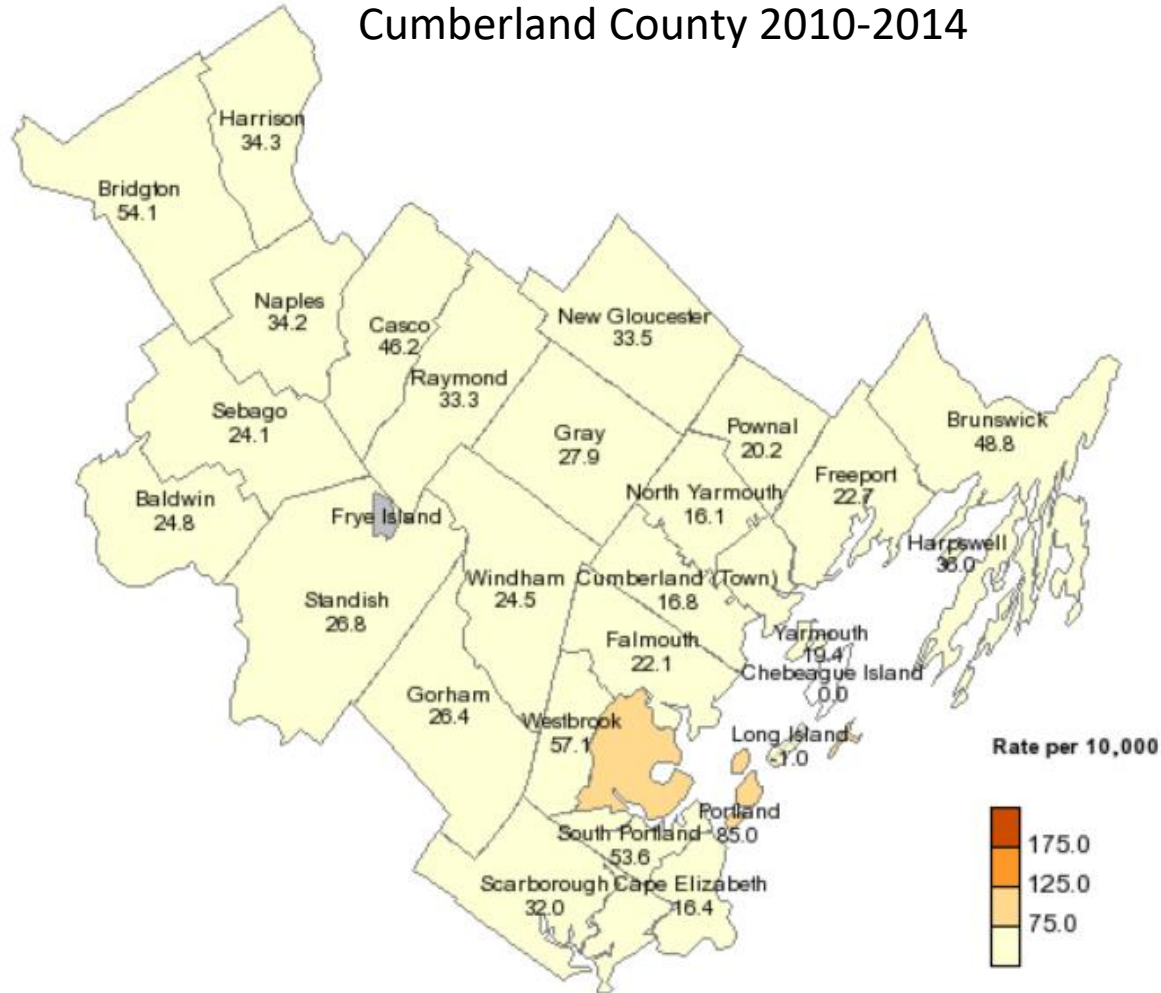 Cumberland County 2010-2014
Harrison
34.3
Bridgton
54.1
Naples
34.2
Casco
46.2
New Gloucester
33.5
Raymond
33.3
Sebago
24.1
Gray
27.9
Pownal
20.2
Brunswick
48.8
Baldwin
24.8
Frye Island
North Yarmouth
16.1
Freeport
22.7
Harpswell
36.0
Standish
26.8
Windham
24.5
Cumberland (Town)
16.8
Falmouth
22.1
Yarmouth
19.4
Chebeague Island
0.0
Gorham
26.4
Westbrook
57.1
Long Island
-1.0
Portland
85.0
South Portland
53.6
Scarborough
32.0
Cape Elizabeth
16.4
Rate per 10,000
175.0
125.0
75.0